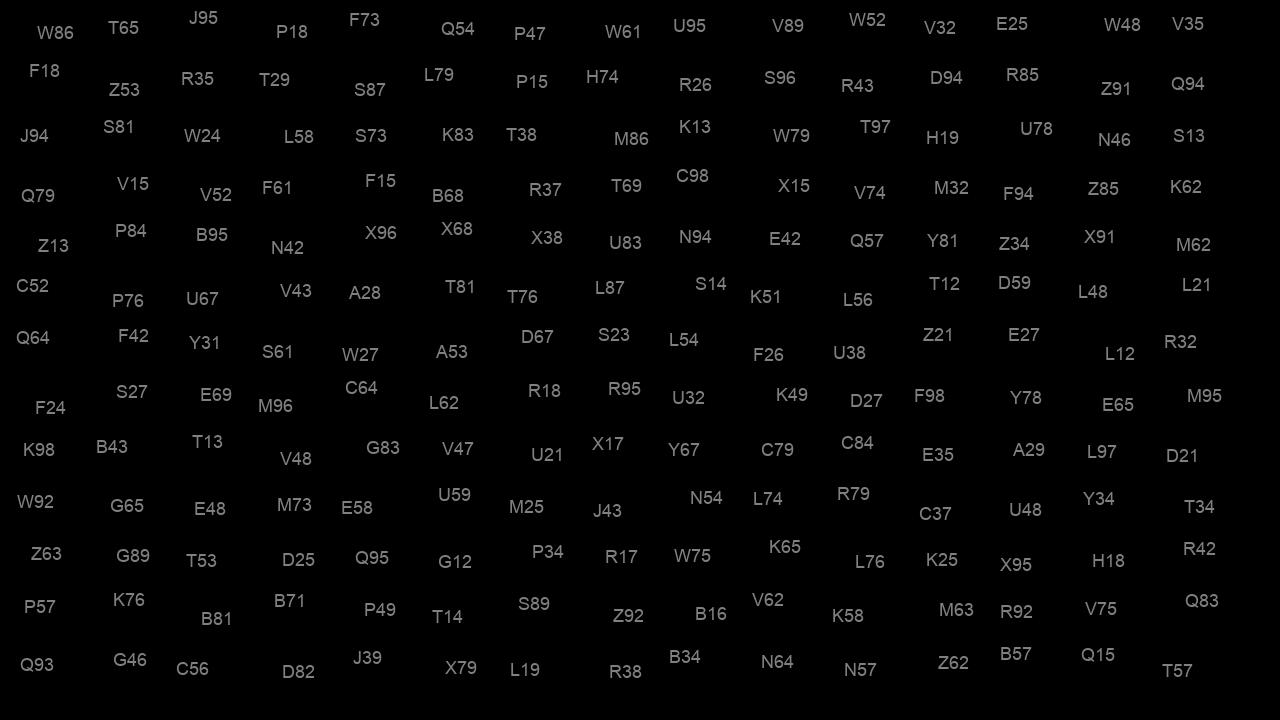 W86 T65 J95 P18 F73 Q54 P47 W61 U95 V89 W52 V32 E25 W48 V35
F18 Z53 R35 T29 S87 L79 P15 H74 R26 S96 R43 D94 R85 Z91 Q94
J94 S81 W24 L58 S73 K83 T38 M86 K13 W79 T97 H19 U78 N46 S13
Q79 V15 V52 F61 F15 B68 R37 T69 C98 X15 V74 M32 F94 Z85 K62
Z13 P84 B95 N42 X96 X68 X38 U83 N94 E42 Q57 Y81 Z34 X91 M62
C52 P76 U67 V43 A28 T81 T76 L87 S14 K51 L56 T12 D59 L48 L21
Q64 F42 Y31 S61 W27 A53 D67 S23 L54 F26 U38 Z21 E27 L12 R32
F24 S27 E69 M96 C64 L62 R18 R95 U32 K49 D27 F98 Y78 E65 M95
K98 B43 T13 V48 G83 V47 U21 X17 Y67 C79 C84 E35 A29 L97 D21
W92 G65 E48 M73 E58 U59 M25 J43 N54 L74 R79 C37 U48 Y34 T34
Z63 G89 T53 D25 Q95 G12 P34 R17 W75 K65 L76 K25 X95 H18 R42
P57 K76 B81 B71 P49 T14 S89 Z92 B16 V62 K58 M63 R92 V75 Q83
Q93 G46 C56 D82 J39 X79 L19 R38 B34 N64 N57 Z62 B57 Q15 T57